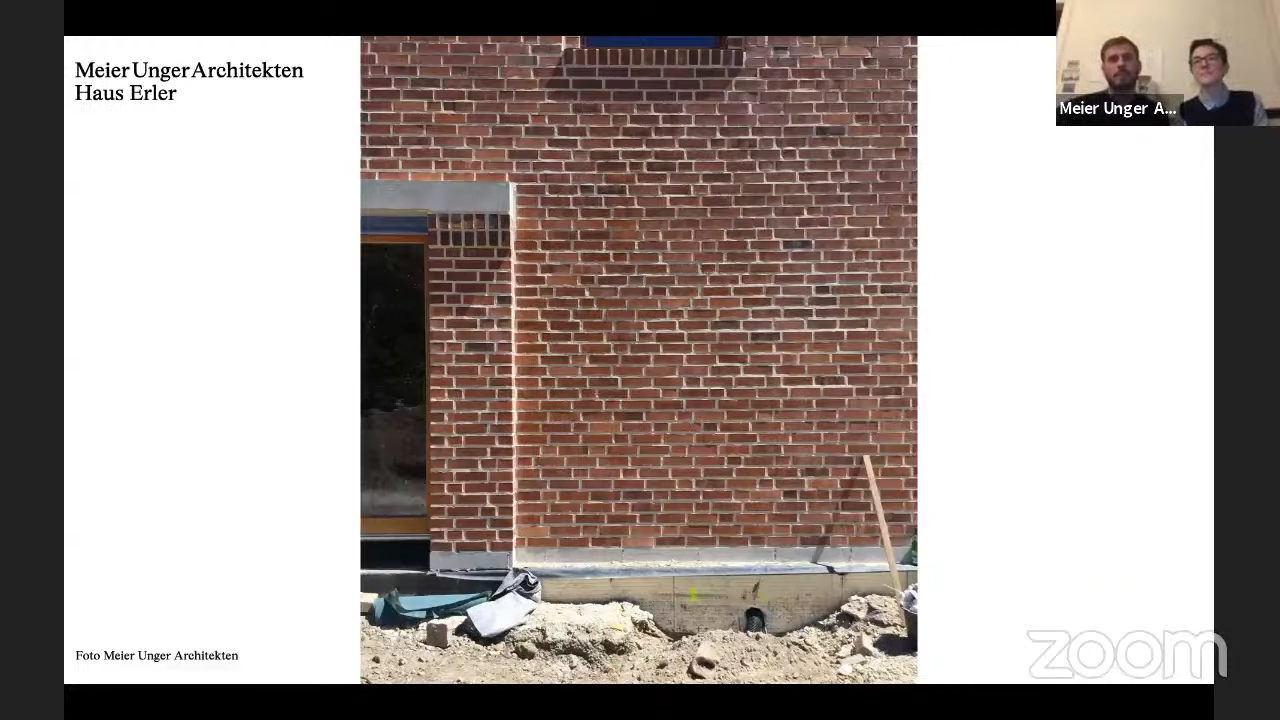 Meier Unger Architekten
Haus Erler
Meier Unger A...
Foto Meier Unger Architekten
zoom